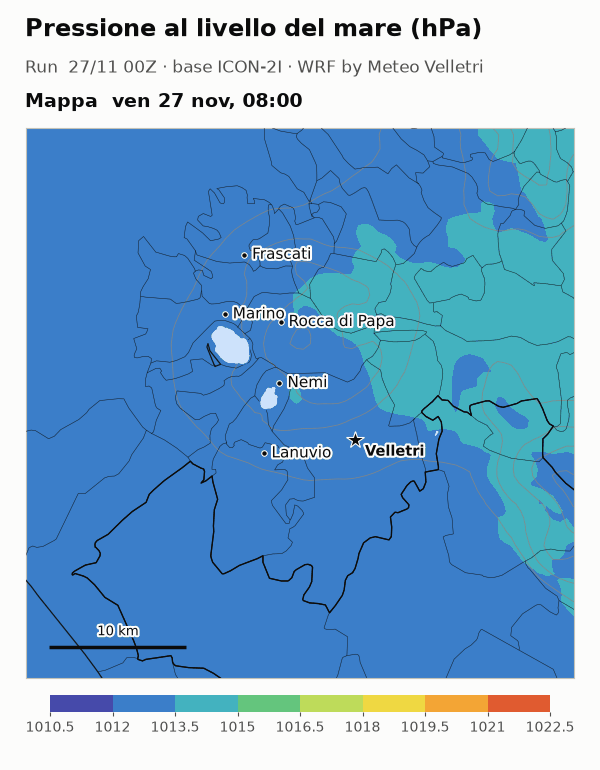 Pressione al livello del mare (hPa)
Run  27/11 00Z · base ICON-2I · WRF by Meteo Velletri
Mappa  ven 27 nov, 08:00
Frascati
Marino
Rocca di Papa
Nemi
Velletri
Lanuvio
10 km
1010.5 1012 1013.5 1015 1016.5 1018 1019.5 1021 1022.5